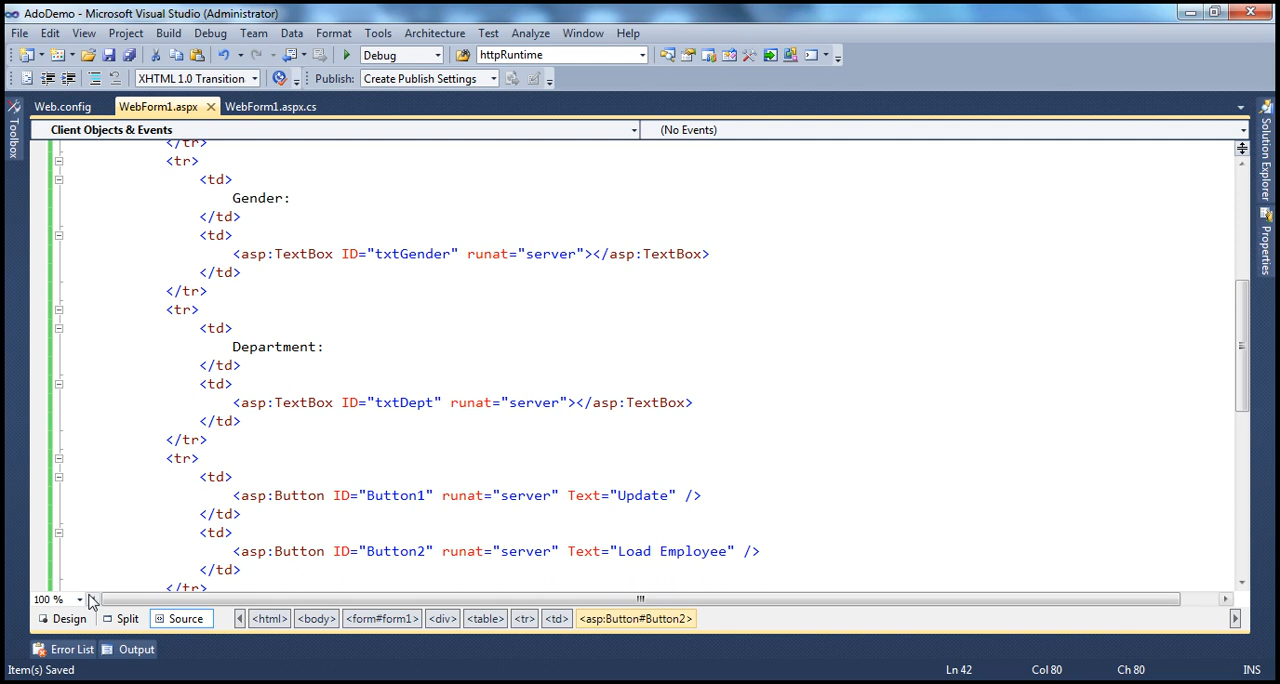 AdoDemo - Microsoft Visual Studio (Administrator)
File Edit View Project Build Debug Team Data Format Tools Architecture Test Analyze Window Help
Debug httpRuntime
XHTML 1.0 Transition Publish: Create Publish Settings
Web.config WebForm1.aspx WebForm1.aspx.cs
Toolbox
Client Objects & Events (No Events)
Solution Explorer
Properties
</tr>
<tr>
<td>
Gender:
</td>
<td>
<asp:TextBox ID="txtGender" runat="server"></asp:TextBox>
</td>
</tr>
<tr>
<td>
Department:
</td>
<td>
<asp:TextBox ID="txtDept" runat="server"></asp:TextBox>
</td>
</tr>
<tr>
<td>
<asp:Button ID="Button1" runat="server" Text="Update" />
</td>
<td>
<asp:Button ID="Button2" runat="server" Text="Load Employee" />
</td>
</tr>
100 %
Design Split Source <html> <body> <form#form1> <div> <table> <tr> <td> <asp:Button#Button2>
Error List Output
Item(s) Saved Ln 42 Col 80 Ch 80 INS